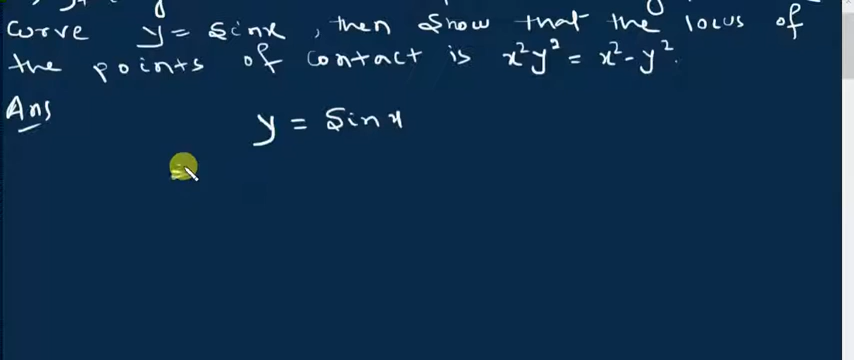 curve y = sinx, then show that the locus of
the points of contact is x²y² = x² - y².
Ans
y = sin x
=